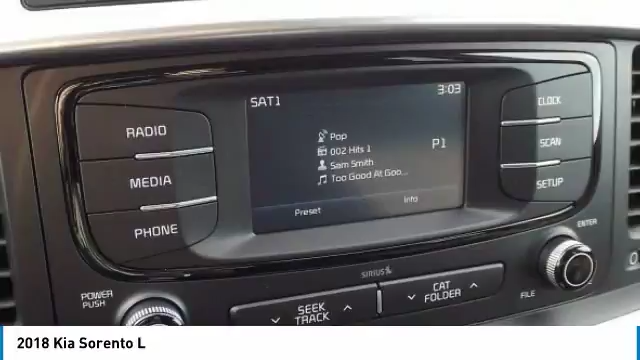 SAT1
3:03
RADIO
MEDIA
PHONE
Pop
002 Hits 1
Sam Smith
Too Good At Goo...
P1
Preset
Info
CLOCK
SCAN
SETUP
ENTER
FILE
POWER
PUSH
SIRIUS
SEEK
TRACK
CAT
FOLDER
2018 Kia Sorento L